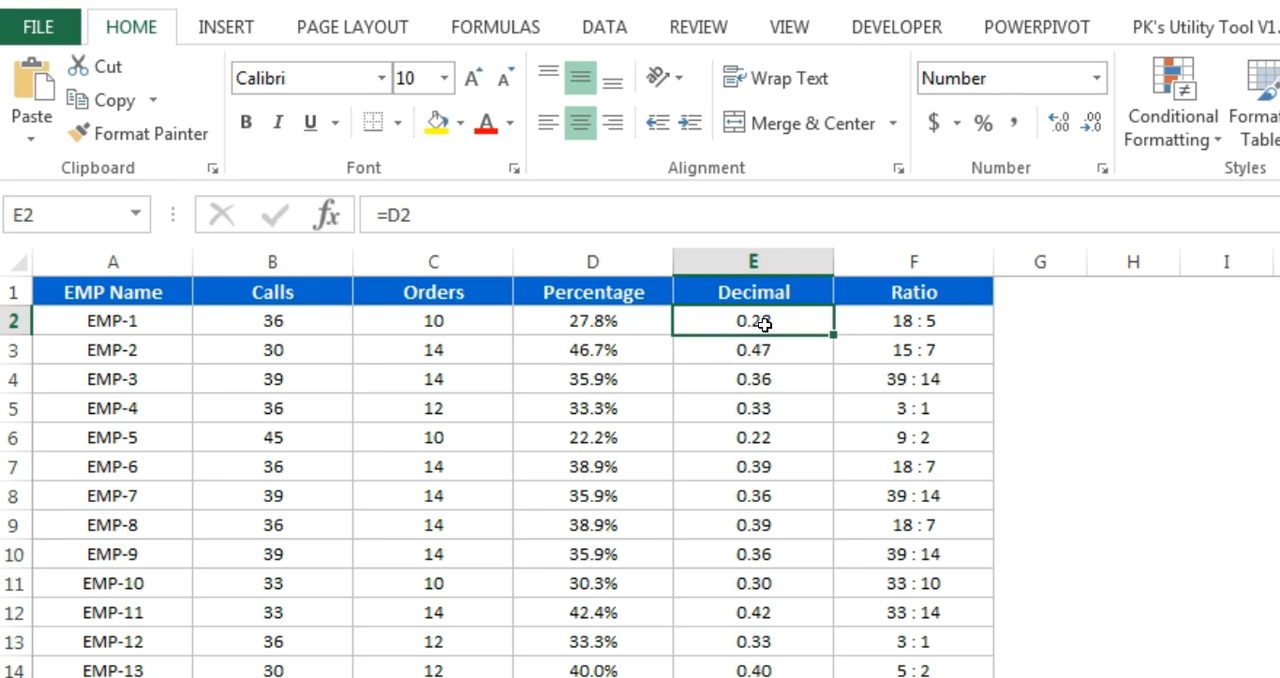 FILE HOME INSERT PAGE LAYOUT FORMULAS DATA REVIEW VIEW DEVELOPER POWERPIVOT PK's Utility Tool V1.
Cut
Copy
Format Painter
Paste
Clipboard
Calibri 10
B I U A
Font
Wrap Text
Merge & Center
Alignment
Number
$ % ,
Number
Conditional
Formatting
Table
Styles
E2 fx =D2
A B C D E F G H I
1 EMP Name Calls Orders Percentage Decimal Ratio
2 EMP-1 36 10 27.8% 18 : 5
3 EMP-2 30 14 46.7% 0.47 15 : 7
4 EMP-3 39 14 35.9% 0.36 39 : 14
5 EMP-4 36 12 33.3% 0.33 3 : 1
6 EMP-5 45 10 22.2% 0.22 9 : 2
7 EMP-6 36 14 38.9% 0.39 18 : 7
8 EMP-7 39 14 35.9% 0.36 39 : 14
9 EMP-8 36 14 38.9% 0.39 18 : 7
10 EMP-9 39 14 35.9% 0.36 39 : 14
11 EMP-10 33 10 30.3% 0.30 33 : 10
12 EMP-11 33 14 42.4% 0.42 33 : 14
13 EMP-12 36 12 33.3% 0.33 3 : 1
14 EMP-13 30 12 40.0% 0.40 5 : 2